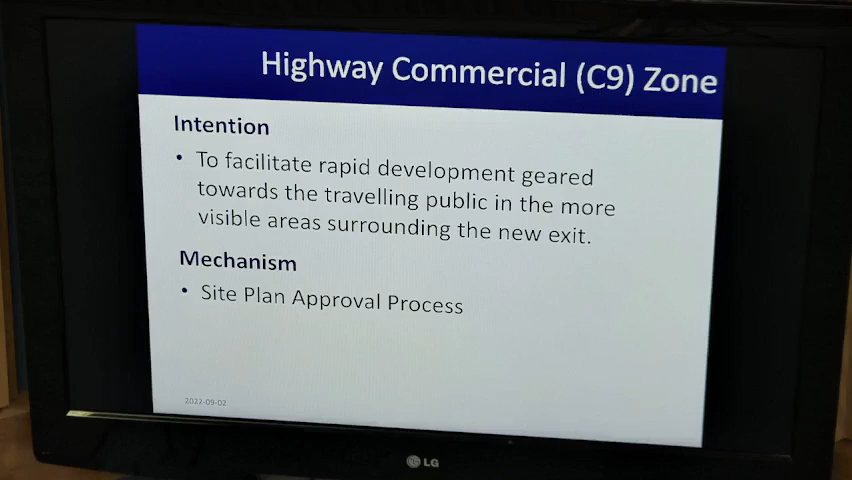 Highway Commercial (C9) Zone
Intention
• To facilitate rapid development geared
towards the travelling public in the more
visible areas surrounding the new exit.
Mechanism
• Site Plan Approval Process
2022-09-02
LG